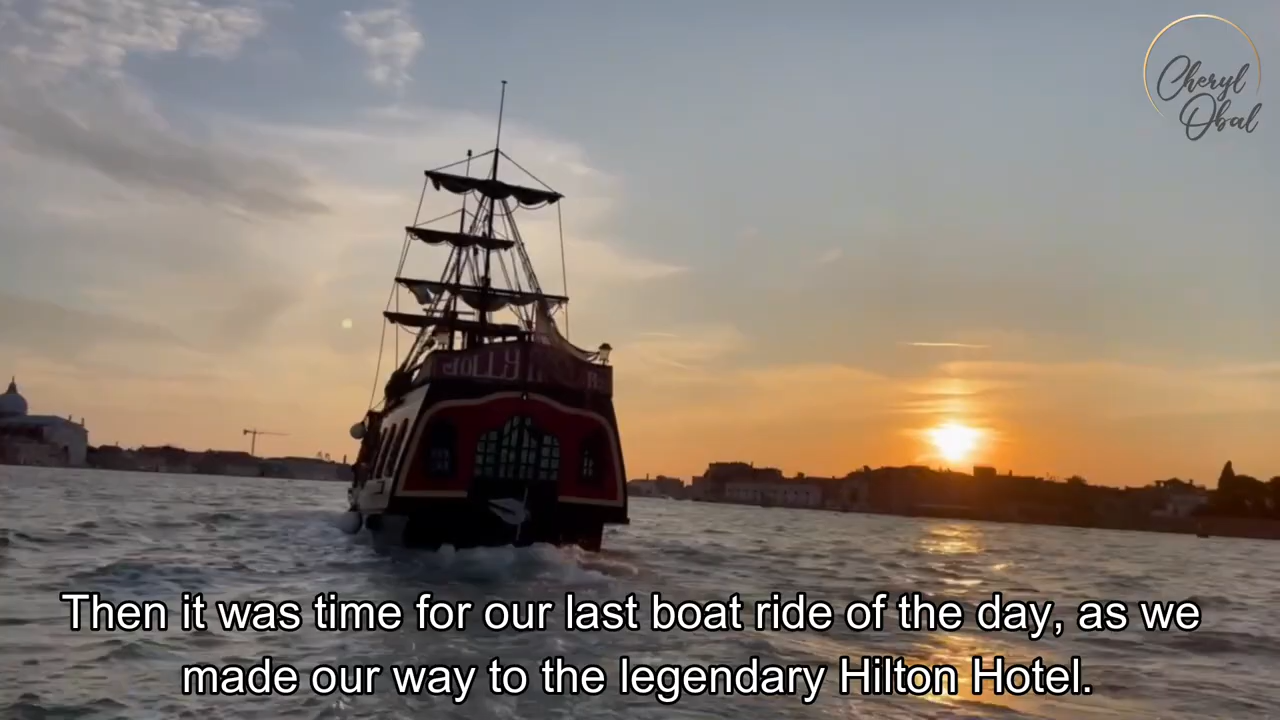 Cheryl
Obal
JOLLY
Then it was time for our last boat ride of the day, as we
made our way to the legendary Hilton Hotel.